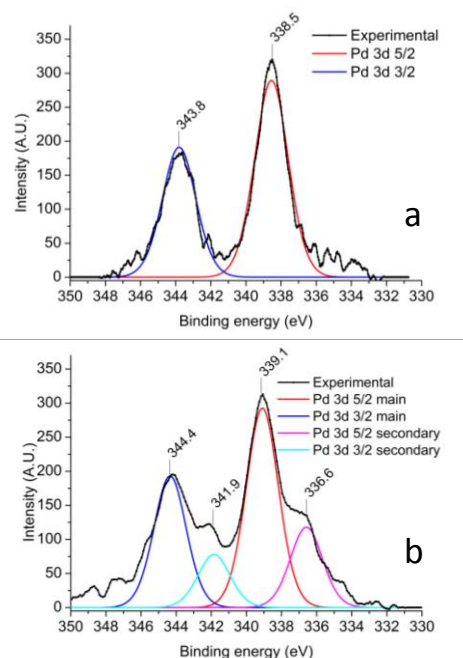 338.5
343.8
Experimental
Pd 3d 5/2
Pd 3d 3/2
a
Intensity (A.U.)
350
300
250
200
150
100
50
0
350 348 346 344 342 340 338 336 334 332 330
Binding energy (eV)
339.1
344.4
341.9
336.6
Experimental
Pd 3d 5/2 main
Pd 3d 3/2 main
Pd 3d 5/2 secondary
Pd 3d 3/2 secondary
b
Intensity (A.U.)
350
300
250
200
150
100
50
0
350 348 346 344 342 340 338 336 334 332 330
Binding energy (eV)